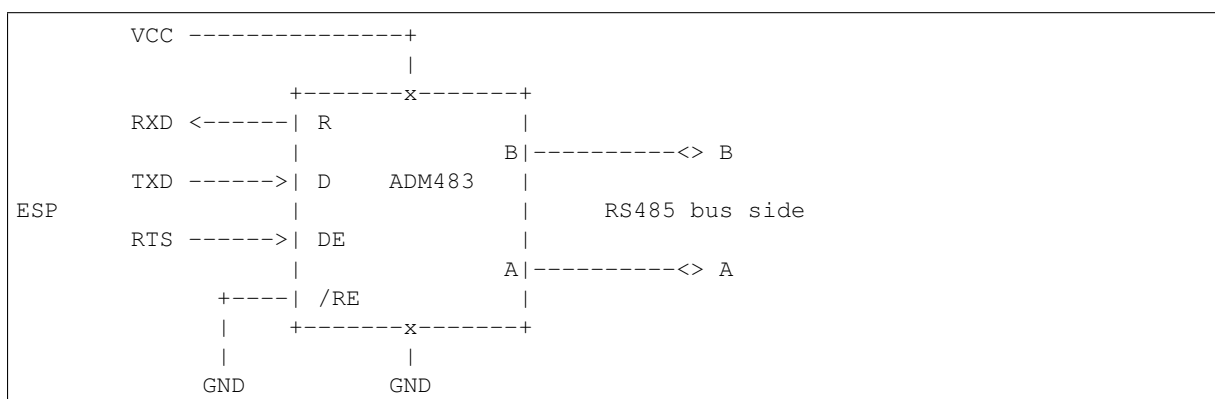 VCC
RXD R
B B
TXD D ADM483
ESP RS485 bus side
RTS DE
A A
/RE
GND GND